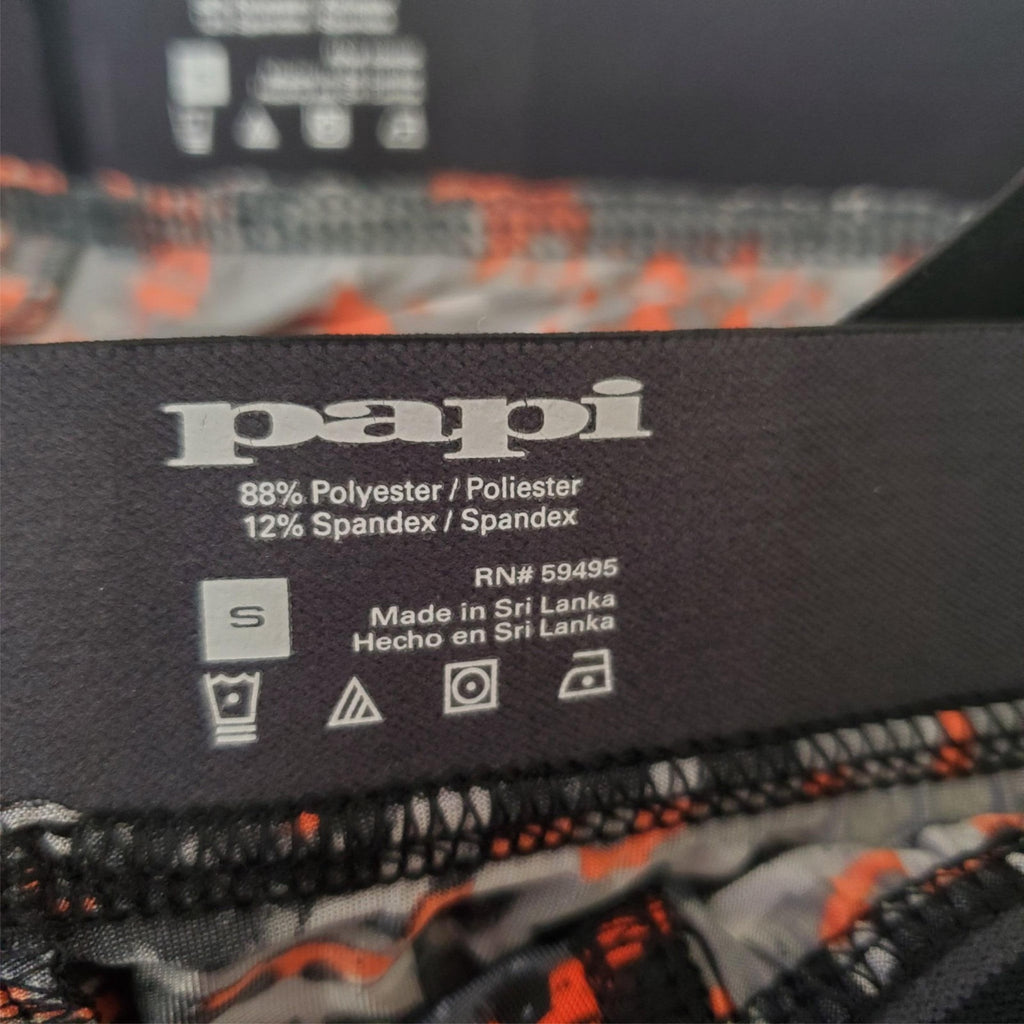 papi
88% Polyester / Poliester
12% Spandex / Spandex
RN# 59495
S
Made in Sri Lanka
Hecho en Sri Lanka